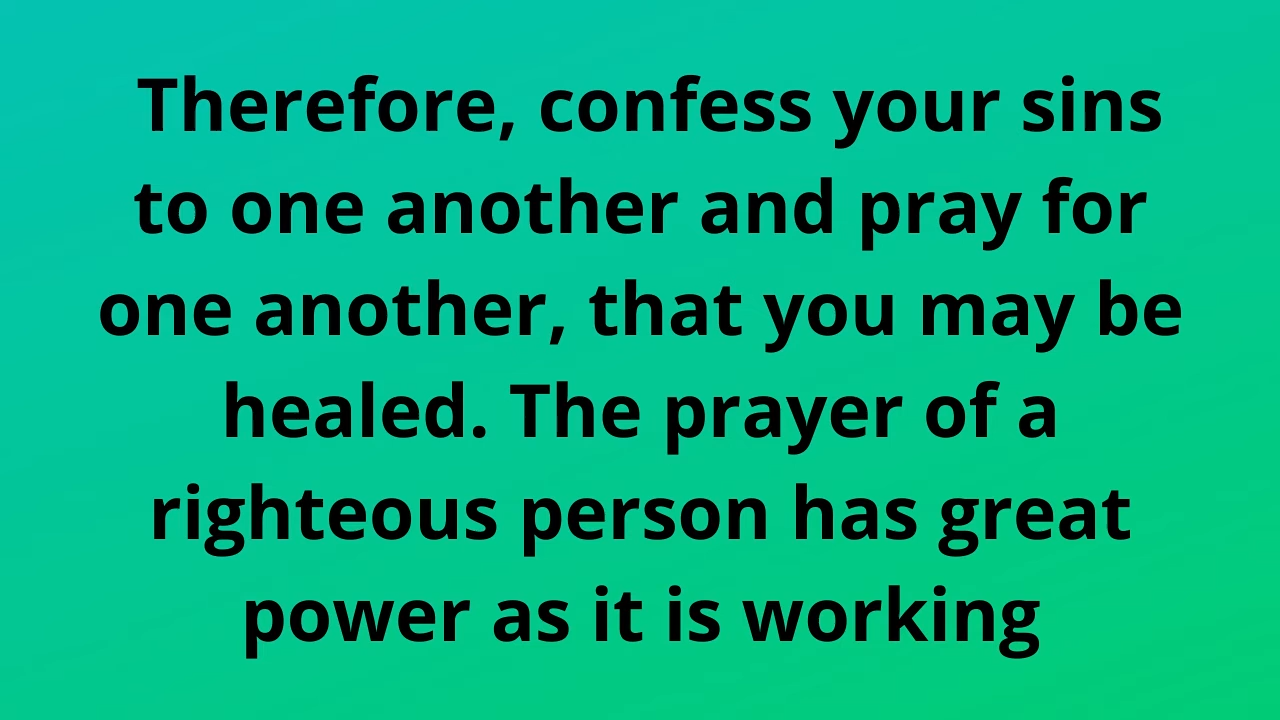 Therefore, confess your sins
to one another and pray for
one another, that you may be
healed. The prayer of a
righteous person has great
power as it is working